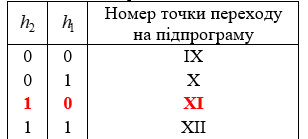 h₂ h₁ Номер точки переходу
на підпрограму
0 0 IX
0 1 X
1 0 XI
1 1 XII